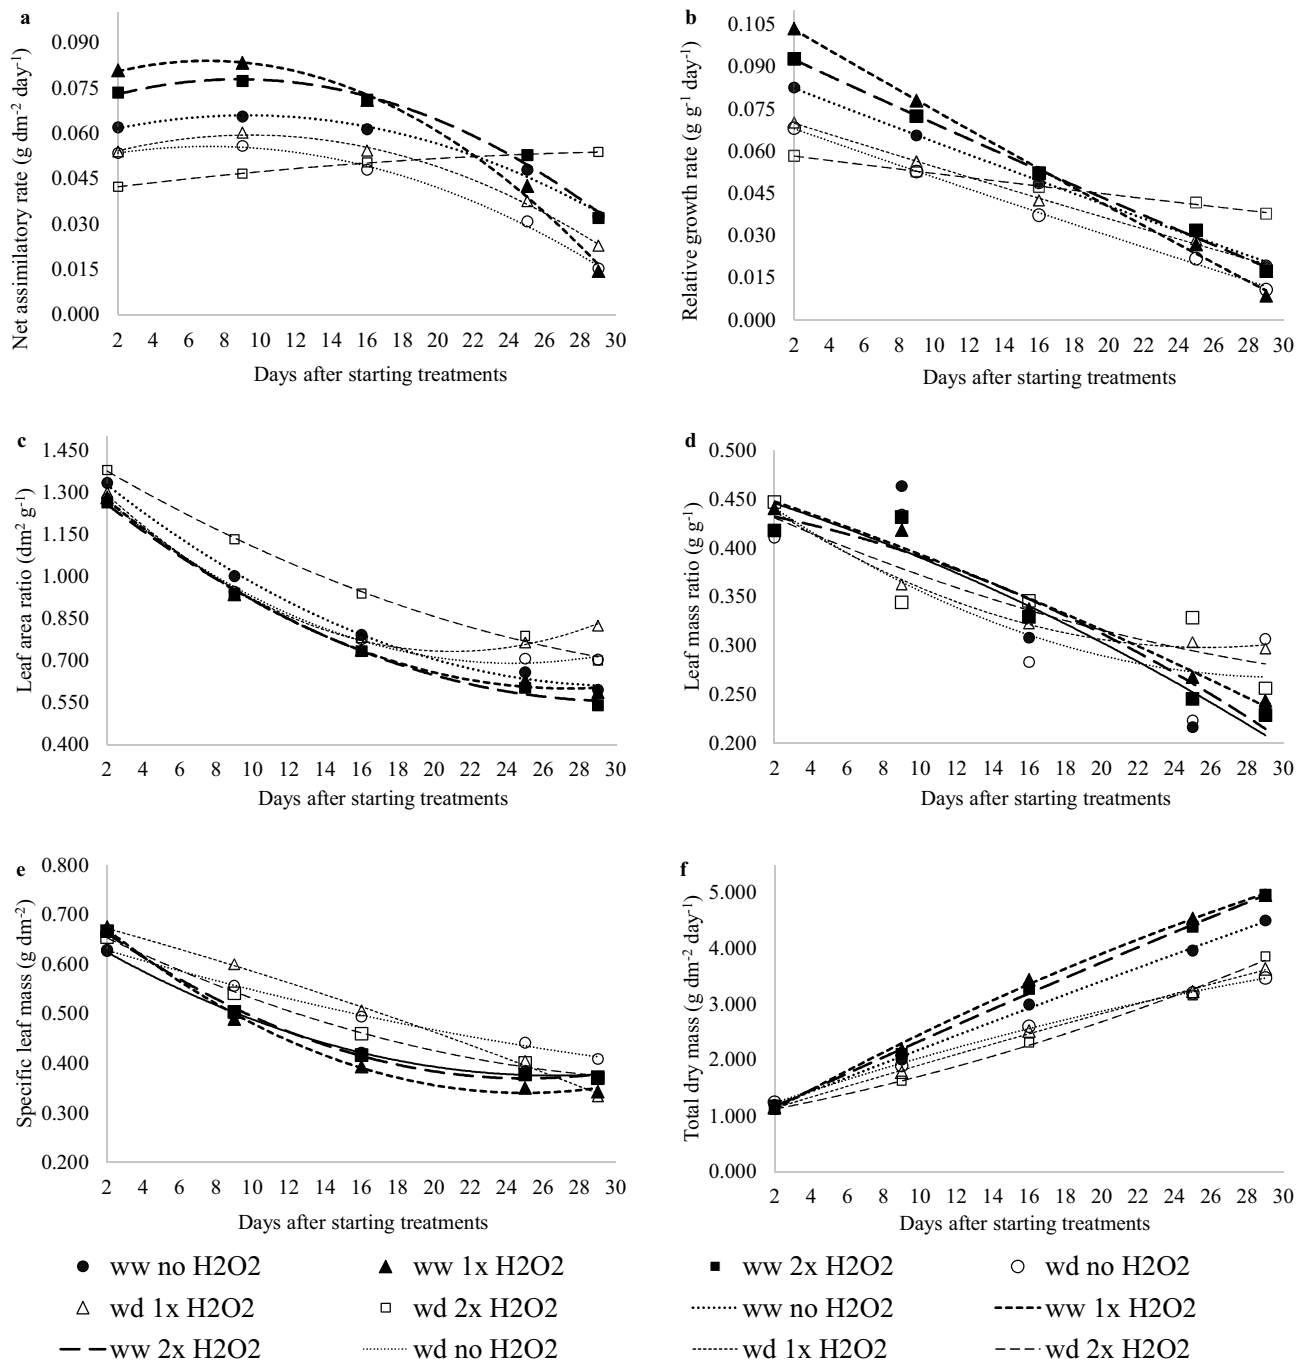 a
Net assimilatory rate (g dm-2 day-1)
0.090
0.075
0.060
0.045
0.030
0.015
0.000
2 4 6 8 10 12 14 16 18 20 22 24 26 28 30
Days after starting treatments
b
Relative growth rate (g g-1 day-1)
0.105
0.090
0.075
0.060
0.045
0.030
0.015
0.000
2 4 6 8 10 12 14 16 18 20 22 24 26 28 30
Days after starting treatments
c
Leaf area ratio (dm2 g-1)
1.450
1.300
1.150
1.000
0.850
0.700
0.550
0.400
2 4 6 8 10 12 14 16 18 20 22 24 26 28 30
Days after starting treatments
d
Leaf mass ratio (g g-1)
0.500
0.450
0.400
0.350
0.300
0.250
0.200
2 4 6 8 10 12 14 16 18 20 22 24 26 28 30
Days after starting treatments
e
Specific leaf mass (g dm-2)
0.800
0.700
0.600
0.500
0.400
0.300
0.200
2 4 6 8 10 12 14 16 18 20 22 24 26 28 30
Days after starting treatments
f
Total dry mass (g dm-2 day-1)
5.000
4.000
3.000
2.000
1.000
0.000
2 4 6 8 10 12 14 16 18 20 22 24 26 28 30
Days after starting treatments
ww no H2O2 ww 1x H2O2 ww 2x H2O2 wd no H2O2
wd 1x H2O2 wd 2x H2O2 ww no H2O2 ww 1x H2O2
ww 2x H2O2 wd no H2O2 wd 1x H2O2 wd 2x H2O2